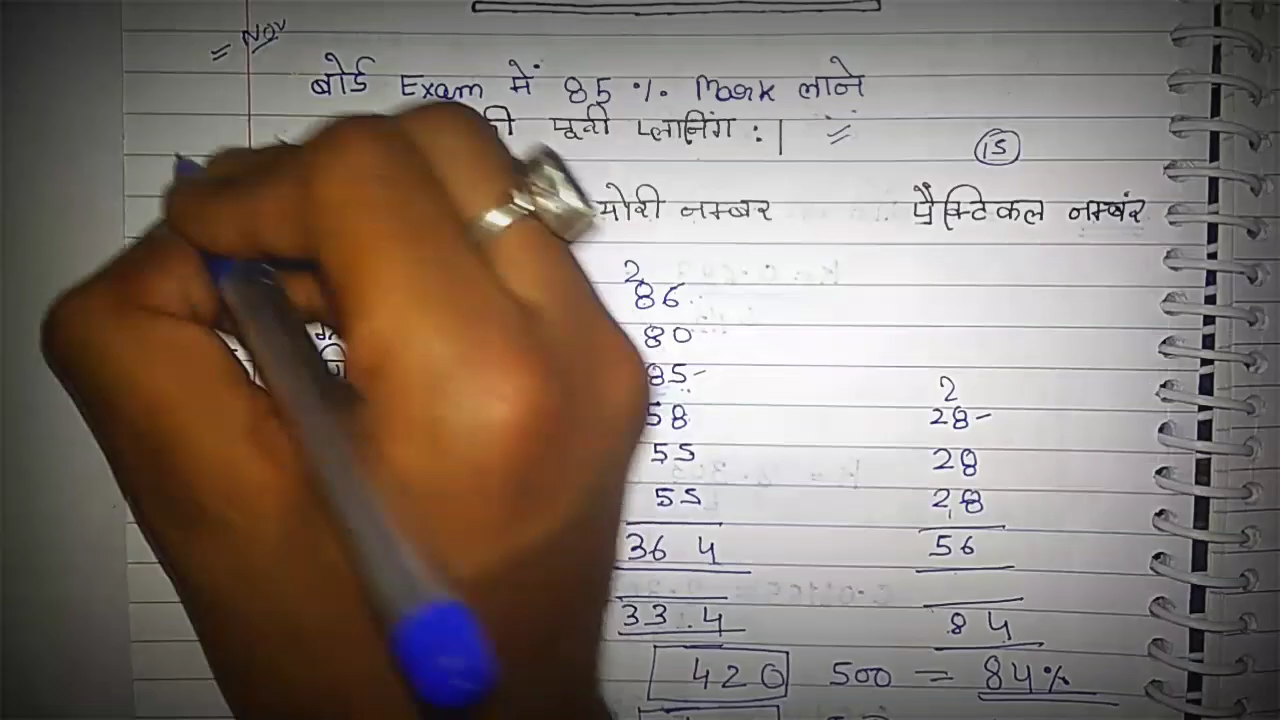 = Nov
बोर्ड Exam में 85 % Mark लाने
की पूरी प्लानिंग :|
15
थोरी नम्बर प्रैक्टिकल नम्बंर
2
86
80
85 2
58 28
55 28
55 28
364 56
33.4 84
420 500 = 84%